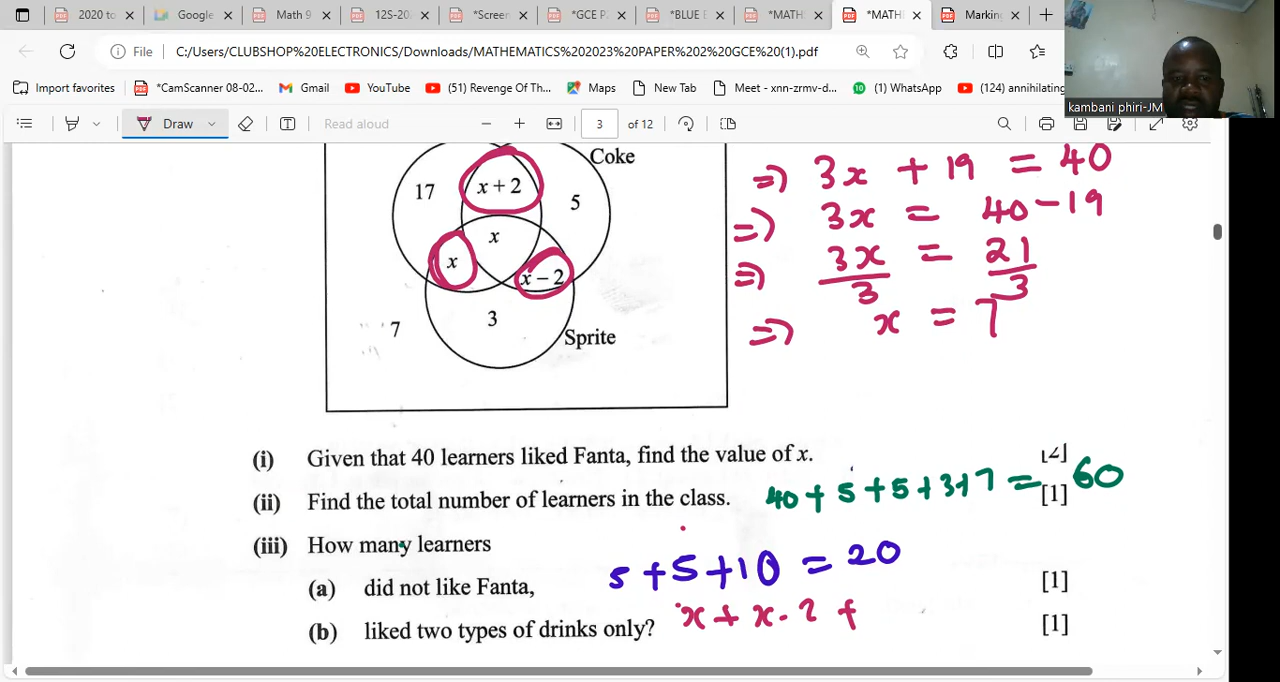 2020 to
Google
Math 9
12S-20
*Screen
*GCE P
*BLUE E
*MATH
*MATH
Markin
File
C:/Users/CLUBSHOP%20ELECTRONICS/Downloads/MATHEMATICS%202023%20PAPER%202%20GCE%20(1).pdf
Import favorites
*CamScanner 08-02...
Gmail
YouTube
(51) Revenge Of Th...
Maps
New Tab
Meet - xnn-zrmv-d...
(1) WhatsApp
(124) annihilating
kambani phiri-JM
Draw
Read aloud
3 of 12
Coke
17
x + 2
5
x
x
x − 2
7
3
Sprite
=> 3x + 19 = 40
=> 3x = 40 - 19
=> 3x/3 = 21/3
=> x = 7
(i) Given that 40 learners liked Fanta, find the value of x. [2]
(ii) Find the total number of learners in the class. [1]
40 + 5 + 5 + 3 + 7 = 60
(iii) How many learners
(a) did not like Fanta, [1]
5 + 5 + 10 = 20
(b) liked two types of drinks only? [1]
x + x - 2 +